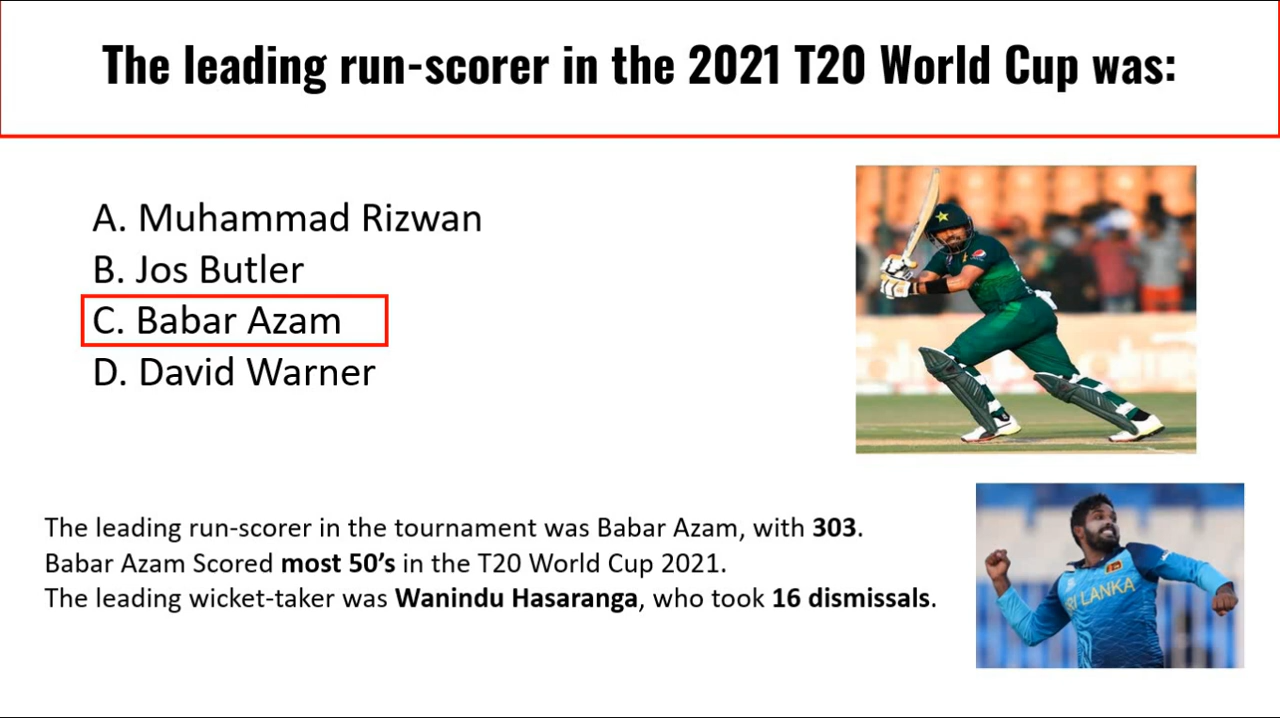 The leading run-scorer in the 2021 T20 World Cup was:
A. Muhammad Rizwan
B. Jos Butler
C. Babar Azam
D. David Warner
The leading run-scorer in the tournament was Babar Azam, with 303.
Babar Azam Scored most 50's in the T20 World Cup 2021.
The leading wicket-taker was Wanindu Hasaranga, who took 16 dismissals.
RI LANKA